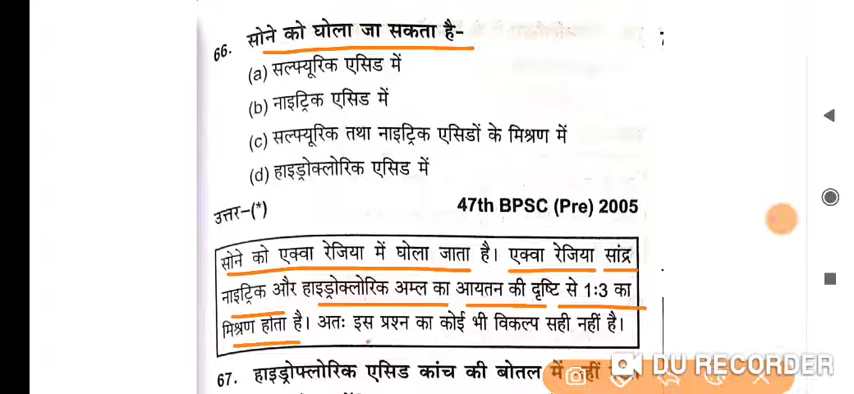 66. सोने को घोला जा सकता है-
(a) सल्फ्यूरिक एसिड में
(b) नाइट्रिक एसिड में
(c) सल्फ्यूरिक तथा नाइट्रिक एसिडों के मिश्रण में
(d) हाइड्रोक्लोरिक एसिड में
उत्तर-(*) 47th BPSC (Pre) 2005
सोने को एक्वा रेजिया में घोला जाता है। एक्वा रेजिया सांद्र
नाइट्रिक और हाइड्रोक्लोरिक अम्ल का आयतन की दृष्टि से 1:3 का
मिश्रण होता है। अतः इस प्रश्न का कोई भी विकल्प सही नहीं है।
DU RECORDER
67. हाइड्रोफ्लोरिक एसिड कांच की बोतल में नहीं